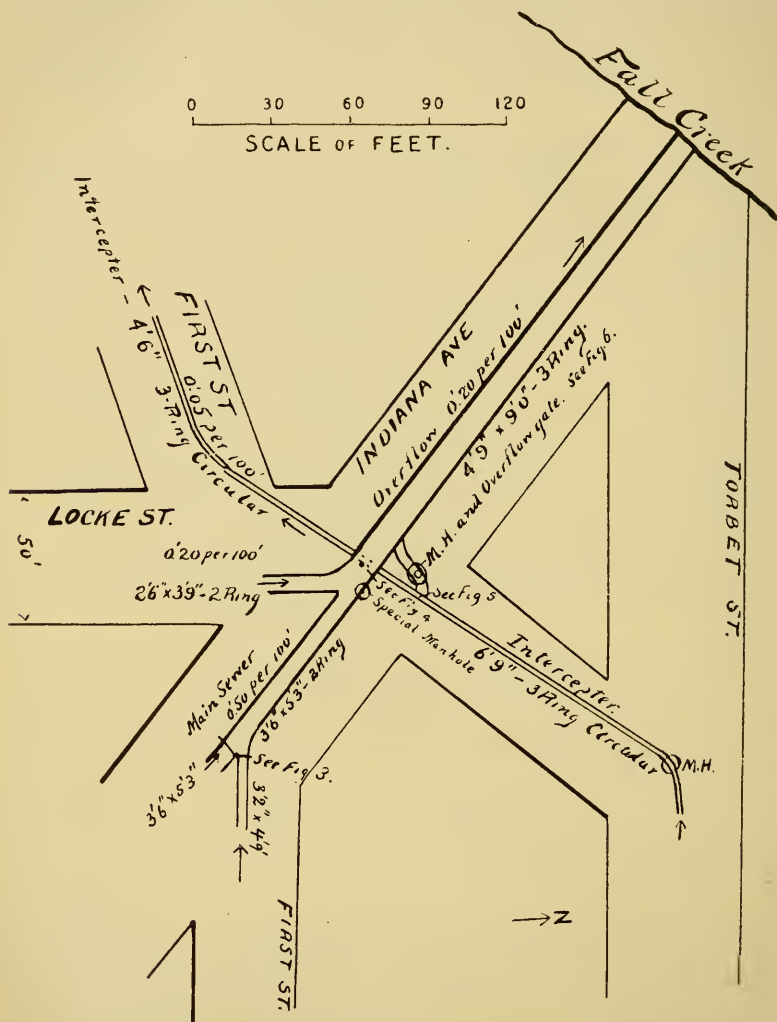 Fall Creek
0 30 60 90 120
SCALE OF FEET.
Intercepter - 4'6" 3-Ring Circular
FIRST ST
0'.05 per 100'
INDIANA AVE
Overflow 0'.20 per 100'
4'9" x 9'0" - 3 Ring.
M.H. and Overflow gate. See Fig. 6.
LOCKE ST.
50'
0'.20 per 100'
2'6" x 3'9" - 2 Ring
See Fig 5
See Fig 4
Special Manhole
TORBET ST.
Intercepter.
6'9" - 3 Ring Circular
M.H.
Main Sewer
0'.50 per 100'
3'6" x 5'3" - 2 Ring
See Fig 3.
3'6" x 5'3"
3'2" x 4'9"
FIRST ST.
Z